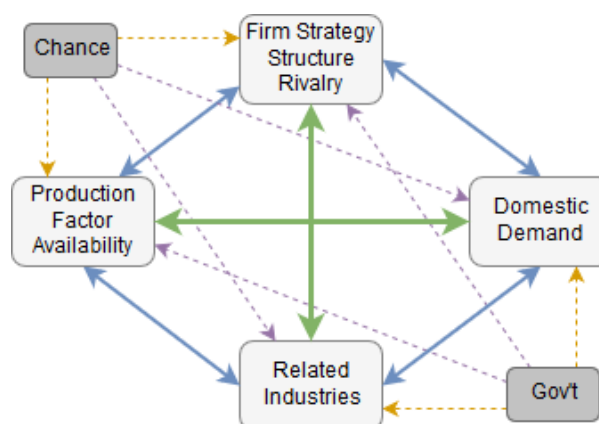 Chance
Firm Strategy
Structure
Rivalry
Production
Factor
Availability
Domestic
Demand
Related
Industries
Gov't